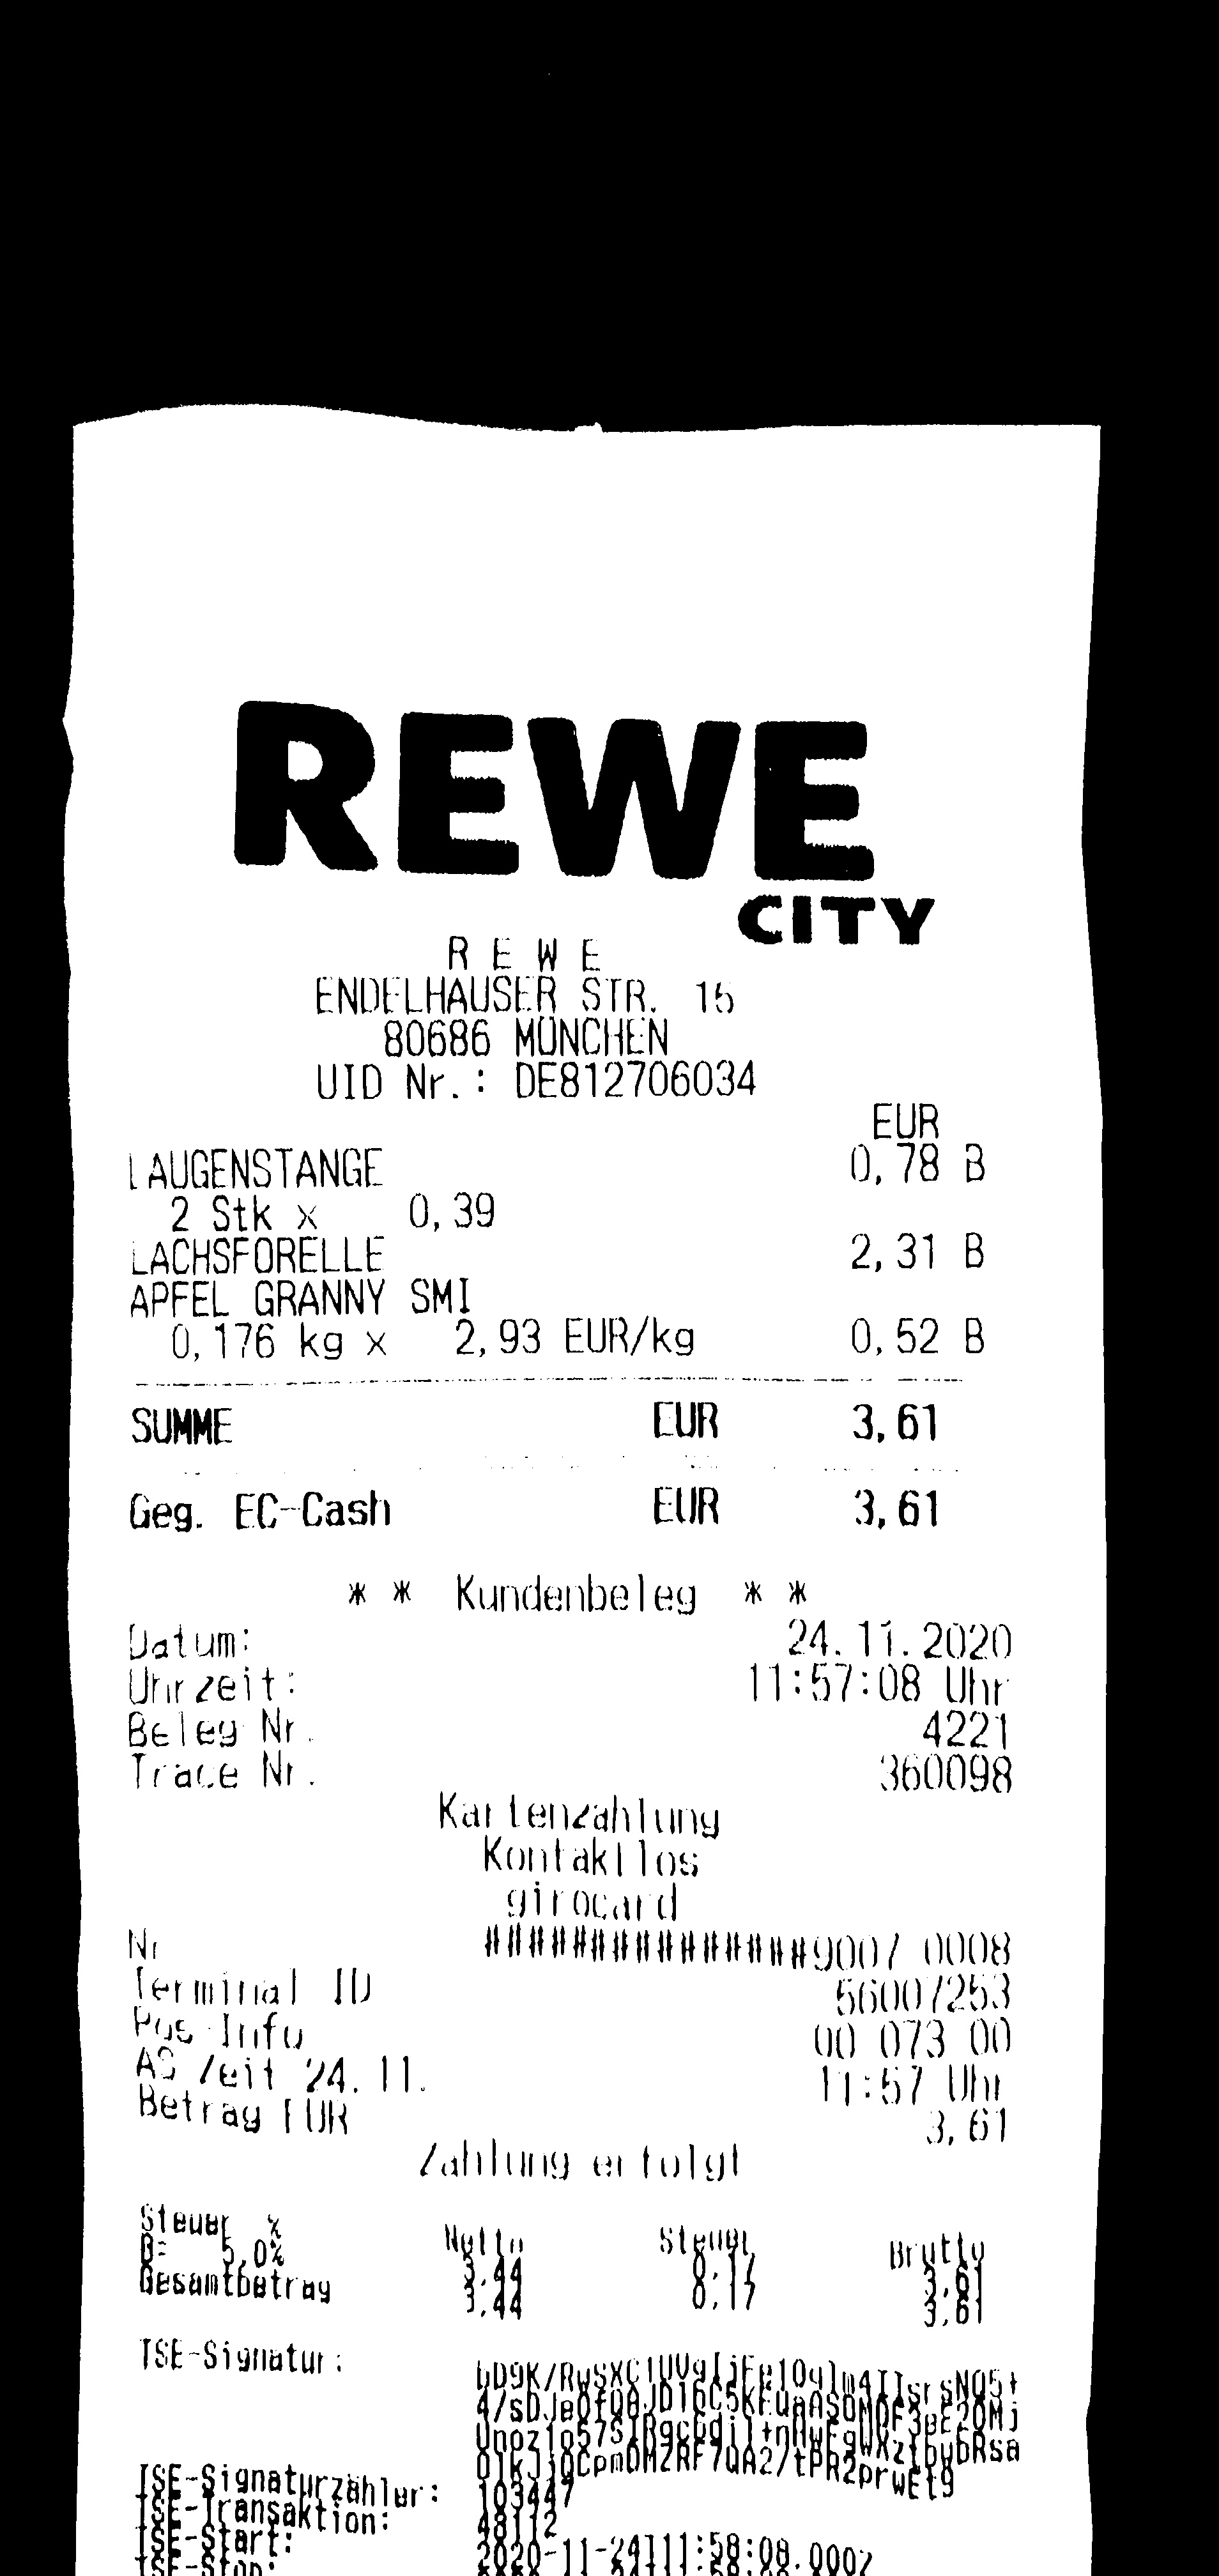 REWE
CITY
R E W E
ENDELHAUSER STR. 15
80686 MÜNCHEN
UID Nr.: DE812706034
EUR
LAUGENSTANGE 0,78 B
2 Stk x 0,39
LACHSFORELLE 2,31 B
APFEL GRANNY SMI
0,176 kg x 2,93 EUR/kg 0,52 B
SUMME EUR 3,61
Geg. EC-Cash EUR 3,61
* * Kundenbeleg * *
Datum: 24.11.2020
Uhrzeit: 11:57:08 Uhr
Beleg Nr. 4221
Trace Nr. 360098
Kartenzahlung
Kontaktlos
girocard
Nr ###############9007 0008
Terminal ID 56007253
Pos-Info 00 073 00
AS Zeit 24.11. 11:57 Uhr
Betrag EUR 3,61
Zahlung erfolgt
Steuer % Netto Steuer Brutto
B= 5,0% 3,44 0,17 3,61
Gesamtbetrag 3,44 0,17 3,61
TSE-Signatur:
TSE-Signaturzähler: 103447
TSE-Transaktion: 48112
TSE-Start: 2020-11-24T11:58:08.000Z
TSE-Stop: